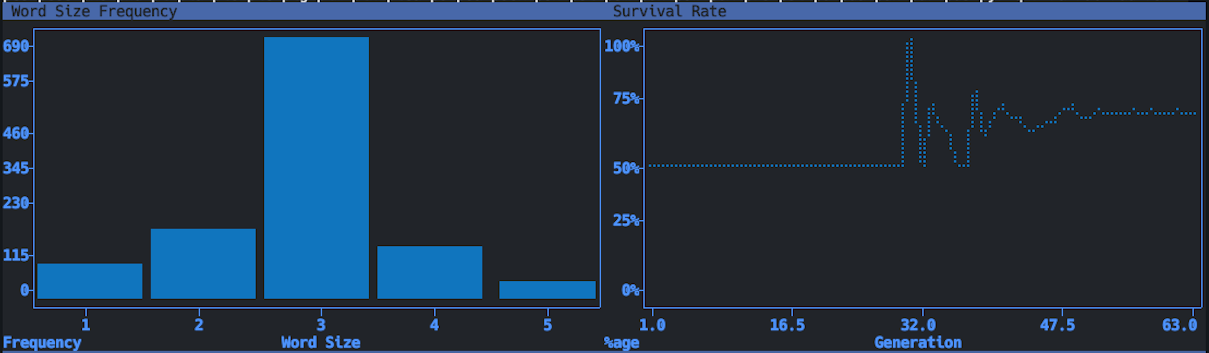 Word Size Frequency
Survival Rate
690
575
460
345
230
115
0
1 2 3 4 5
Frequency Word Size
100%
75%
50%
25%
0%
1.0 16.5 32.0 47.5 63.0
%age Generation